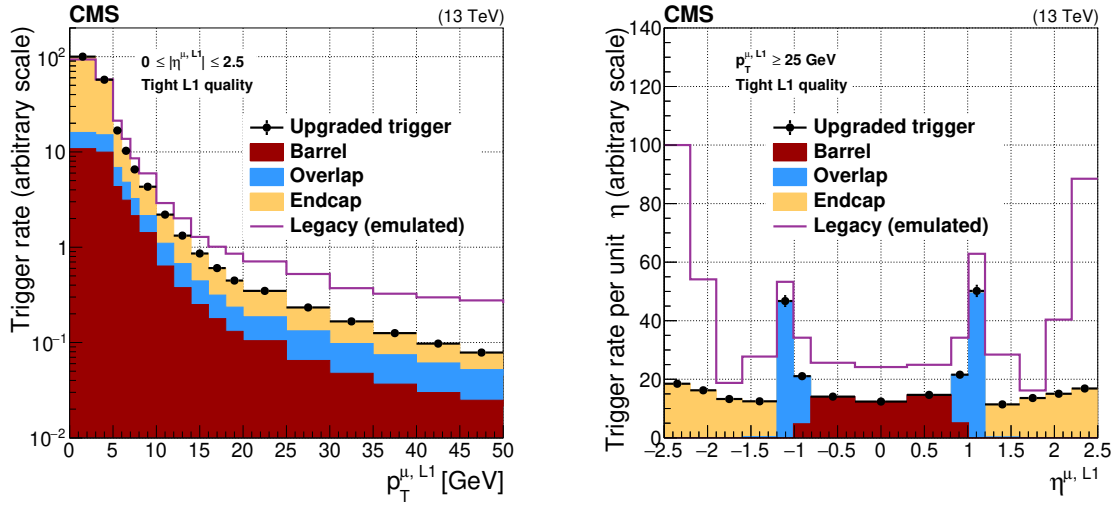 CMS (13 TeV)
Trigger rate (arbitrary scale)
10²
10
1
10⁻¹
10⁻²
0 ≤ |η^{μ, L1}| ≤ 2.5
Tight L1 quality
Upgraded trigger
Barrel
Overlap
Endcap
Legacy (emulated)
0 5 10 15 20 25 30 35 40 45 50
p_T^{μ, L1} [GeV]
CMS (13 TeV)
Trigger rate per unit η (arbitrary scale)
140
120
100
80
60
40
20
0
p_T^{μ, L1} ≥ 25 GeV
Tight L1 quality
Upgraded trigger
Barrel
Overlap
Endcap
Legacy (emulated)
−2.5 −2 −1.5 −1 −0.5 0 0.5 1 1.5 2 2.5
η^{μ, L1}